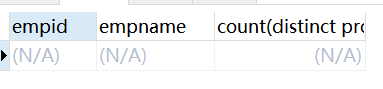 empid empname count(distinct pro
(N/A) (N/A) (N/A)